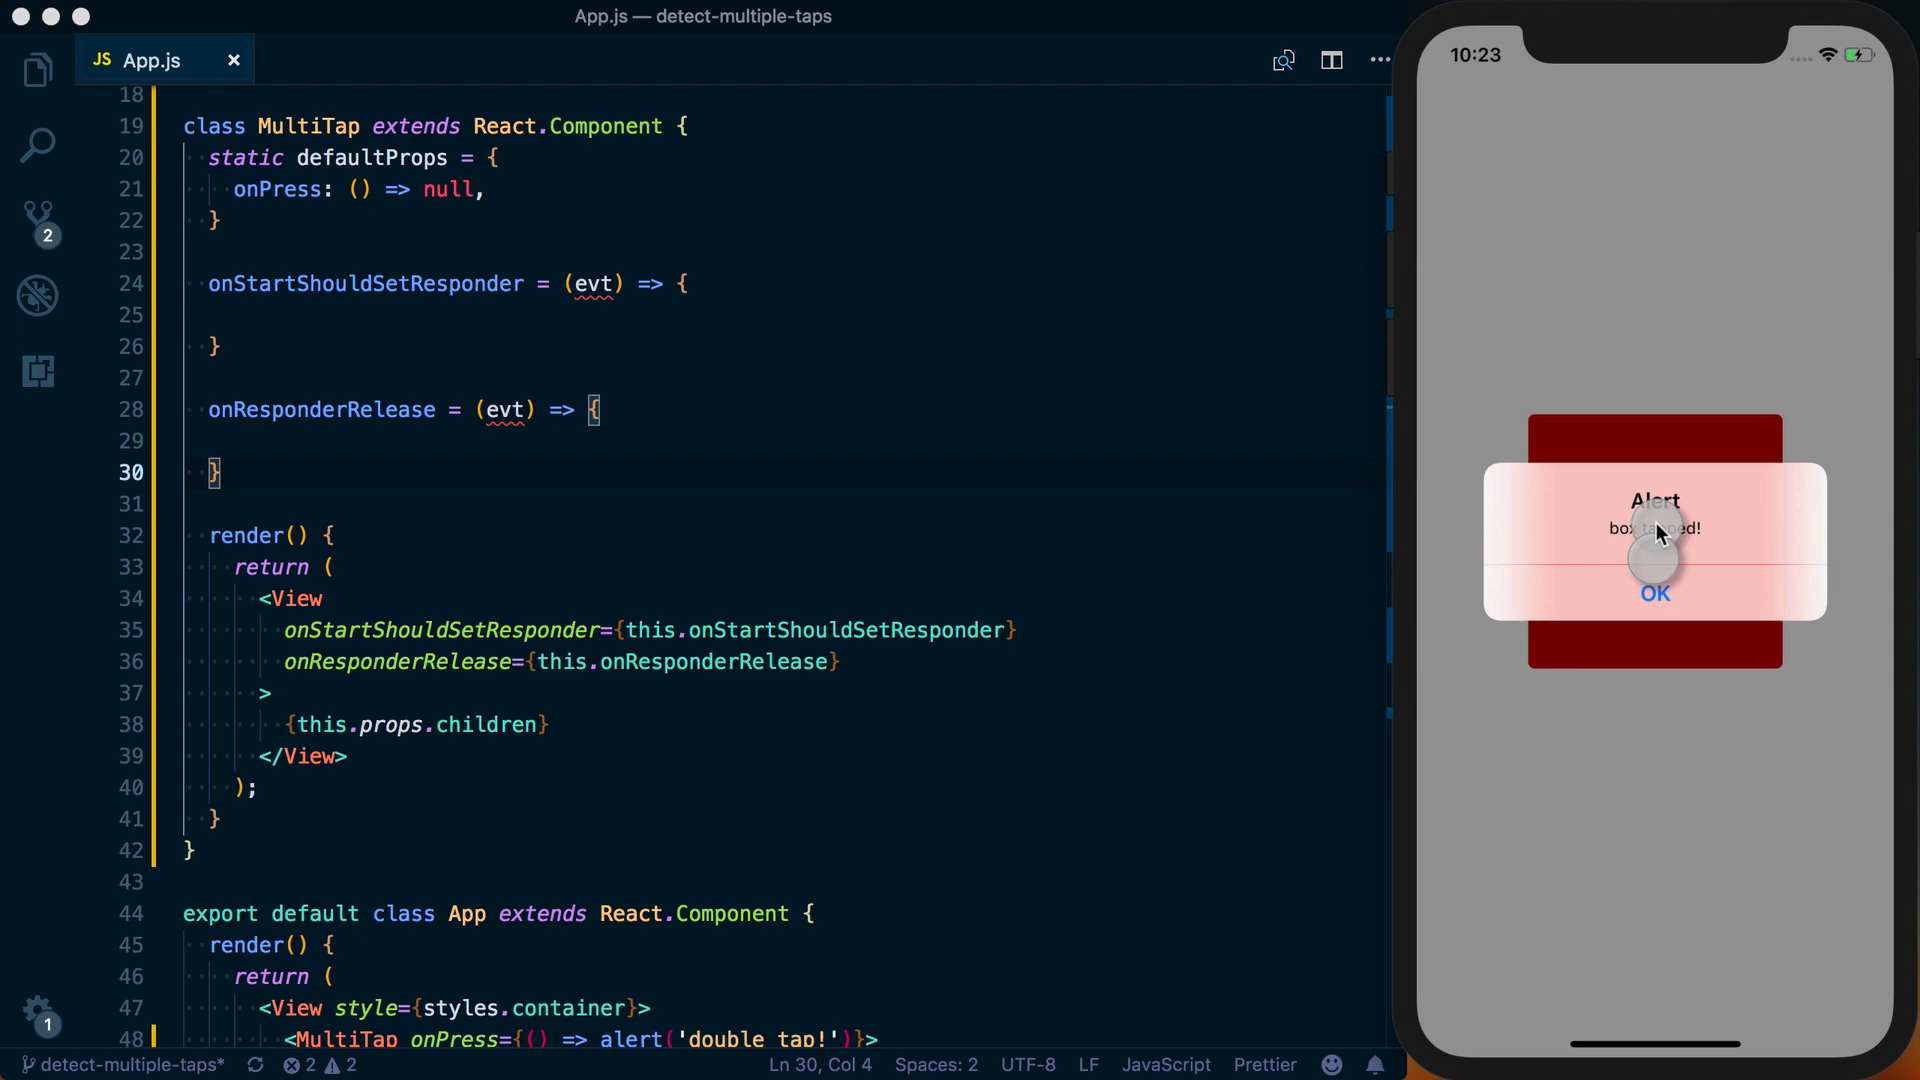 App.js — detect-multiple-taps
JS App.js ×
18
19 class MultiTap extends React.Component {
20 static defaultProps = {
21 onPress: () => null,
22 }
23
24 onStartShouldSetResponder = (evt) => {
25
26 }
27
28 onResponderRelease = (evt) => {
29
30 }
31
32 render() {
33 return (
34 <View
35 onStartShouldSetResponder={this.onStartShouldSetResponder}
36 onResponderRelease={this.onResponderRelease}
37 >
38 {this.props.children}
39 </View>
40 );
41 }
42 }
43
44 export default class App extends React.Component {
45 render() {
46 return (
47 <View style={styles.container}>
48 <MultiTap onPress={() => alert('double tap!')}>
2
1
detect-multiple-taps* 2 2 Ln 30, Col 4 Spaces: 2 UTF-8 LF JavaScript Prettier
10:23
Alert
box tapped!
OK